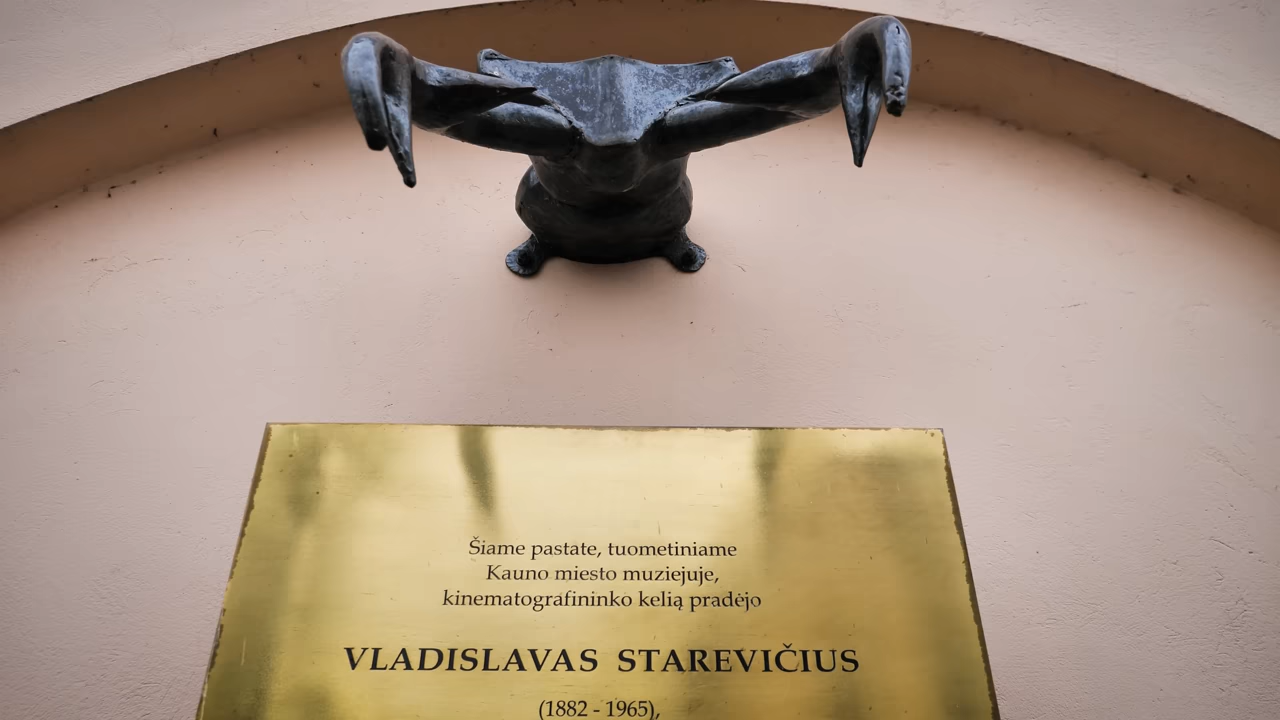 Šiame pastate, tuometiniame
Kauno miesto muziejuje,
kinematografininko kelią pradėjo
VLADISLAVAS STAREVIČIUS
(1882 - 1965),